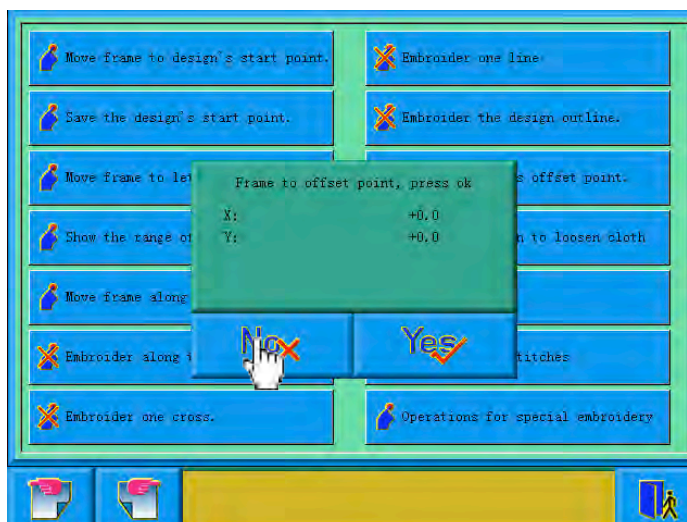 Move frame to design's start point.
Embroider one line
Save the design's start point.
Embroider the design outline.
Move frame to let
s offset point.
Show the range of
n to loosen cloth
Move frame along
Embroider along
titches
Embroider one cross.
Operations for special embroidery
Frame to offset point, press ok
X: +0.0
Y: +0.0
No
Yes